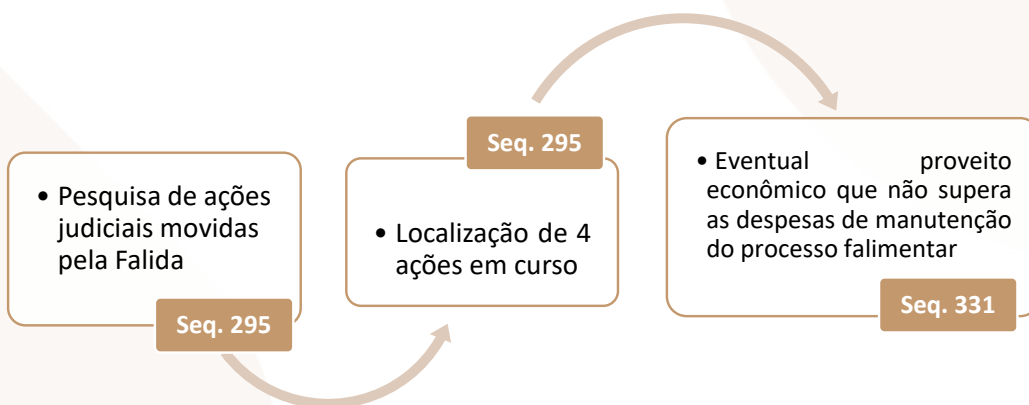 • Pesquisa de ações
judiciais movidas
pela Falida
Seq. 295
Seq. 295
• Localização de 4
ações em curso
• Eventual proveito
econômico que não supera
as despesas de manutenção
do processo falimentar
Seq. 331